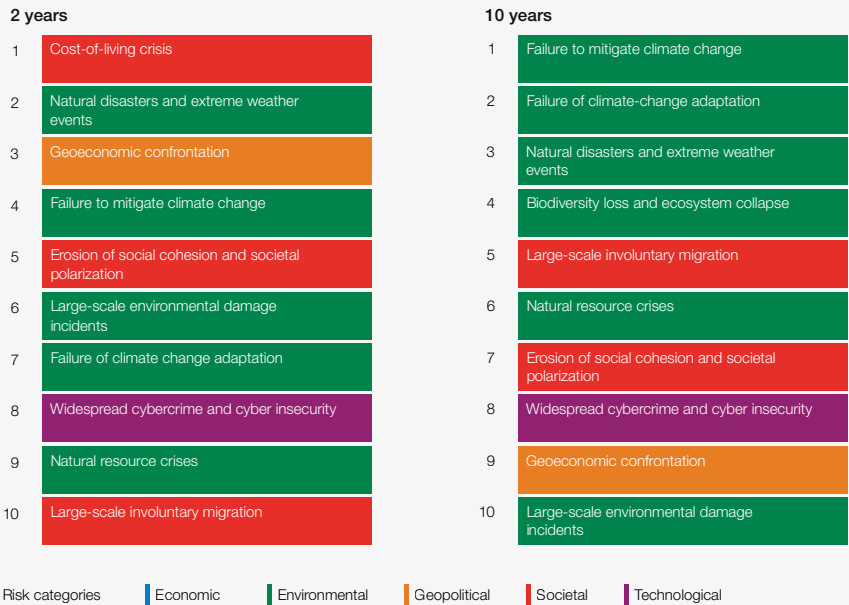 2 years
1
Cost-of-living crisis
2
Natural disasters and extreme weather
events
3
Geoeconomic confrontation
4
Failure to mitigate climate change
5
Erosion of social cohesion and societal
polarization
6
Large-scale environmental damage
incidents
7
Failure of climate change adaptation
8
Widespread cybercrime and cyber insecurity
9
Natural resource crises
10
Large-scale involuntary migration
10 years
1
Failure to mitigate climate change
2
Failure of climate-change adaptation
3
Natural disasters and extreme weather
events
4
Biodiversity loss and ecosystem collapse
5
Large-scale involuntary migration
6
Natural resource crises
7
Erosion of social cohesion and societal
polarization
8
Widespread cybercrime and cyber insecurity
9
Geoeconomic confrontation
10
Large-scale environmental damage
incidents
Risk categories
Economic
Environmental
Geopolitical
Societal
Technological